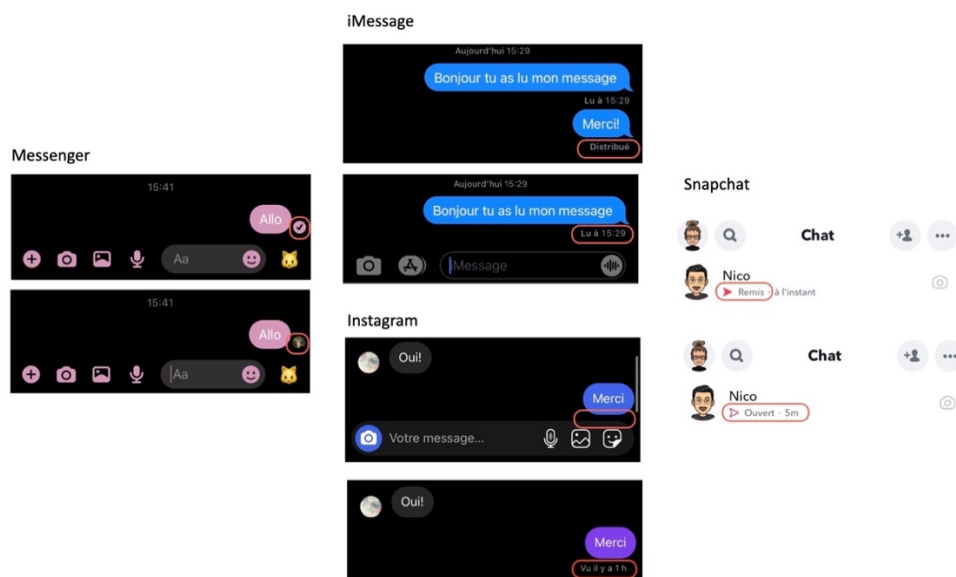 iMessage
Aujourd'hui 15:29
Bonjour tu as lu mon message
Lu à 15:29
Merci!
Distribué
Aujourd'hui 15:29
Bonjour tu as lu mon message
Lu à 15:29
iMessage
Messenger
15:41
Allo
Aa
15:41
Allo
Aa
Instagram
Oui!
Merci
Votre message...
Oui!
Merci
Vu il y a 1 h
Snapchat
Chat
Nico
Remis · à l'instant
Chat
Nico
Ouvert · 5m